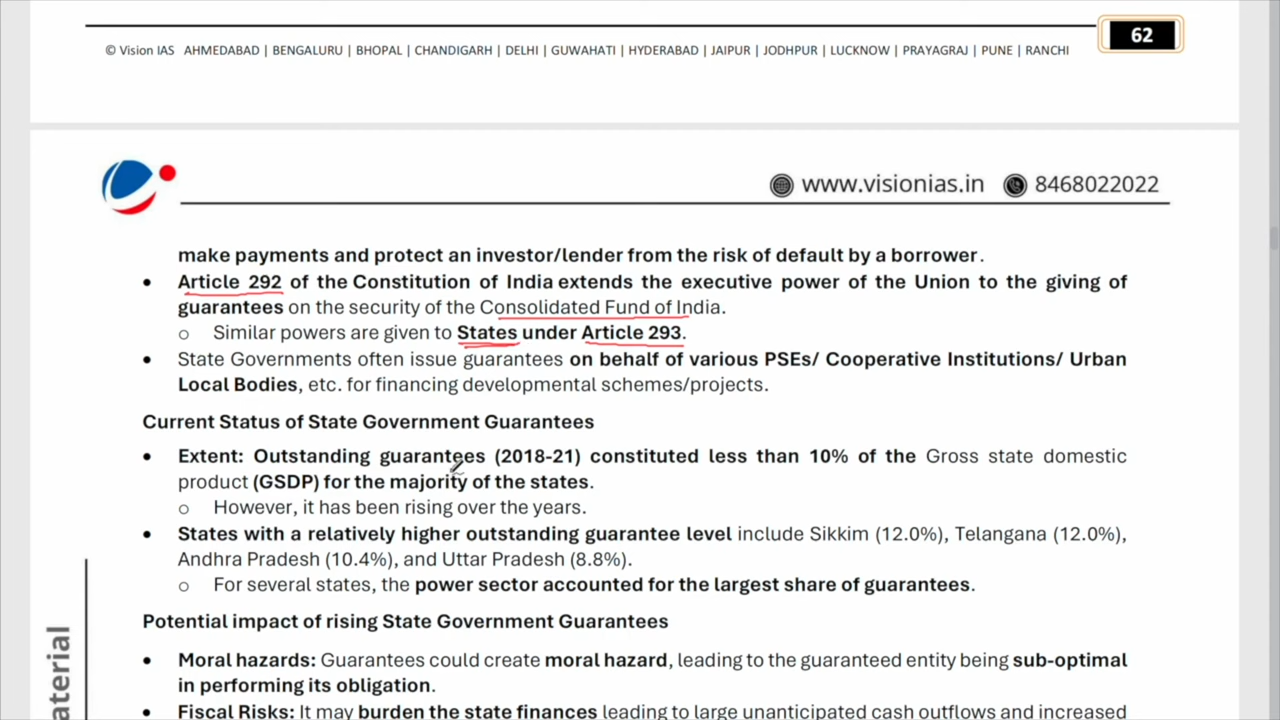 62
© Vision IAS AHMEDABAD | BENGALURU | BHOPAL | CHANDIGARH | DELHI | GUWAHATI | HYDERABAD | JAIPUR | JODHPUR | LUCKNOW | PRAYAGRAJ | PUNE | RANCHI
www.visionias.in 8468022022
make payments and protect an investor/lender from the risk of default by a borrower.
• Article 292 of the Constitution of India extends the executive power of the Union to the giving of
guarantees on the security of the Consolidated Fund of India.
o Similar powers are given to States under Article 293.
• State Governments often issue guarantees on behalf of various PSEs/ Cooperative Institutions/ Urban
Local Bodies, etc. for financing developmental schemes/projects.
Current Status of State Government Guarantees
• Extent: Outstanding guarantees (2018-21) constituted less than 10% of the Gross state domestic
product (GSDP) for the majority of the states.
o However, it has been rising over the years.
• States with a relatively higher outstanding guarantee level include Sikkim (12.0%), Telangana (12.0%),
Andhra Pradesh (10.4%), and Uttar Pradesh (8.8%).
o For several states, the power sector accounted for the largest share of guarantees.
Potential impact of rising State Government Guarantees
• Moral hazards: Guarantees could create moral hazard, leading to the guaranteed entity being sub-optimal
in performing its obligation.
• Fiscal Risks: It may burden the state finances leading to large unanticipated cash outflows and increased
aterial